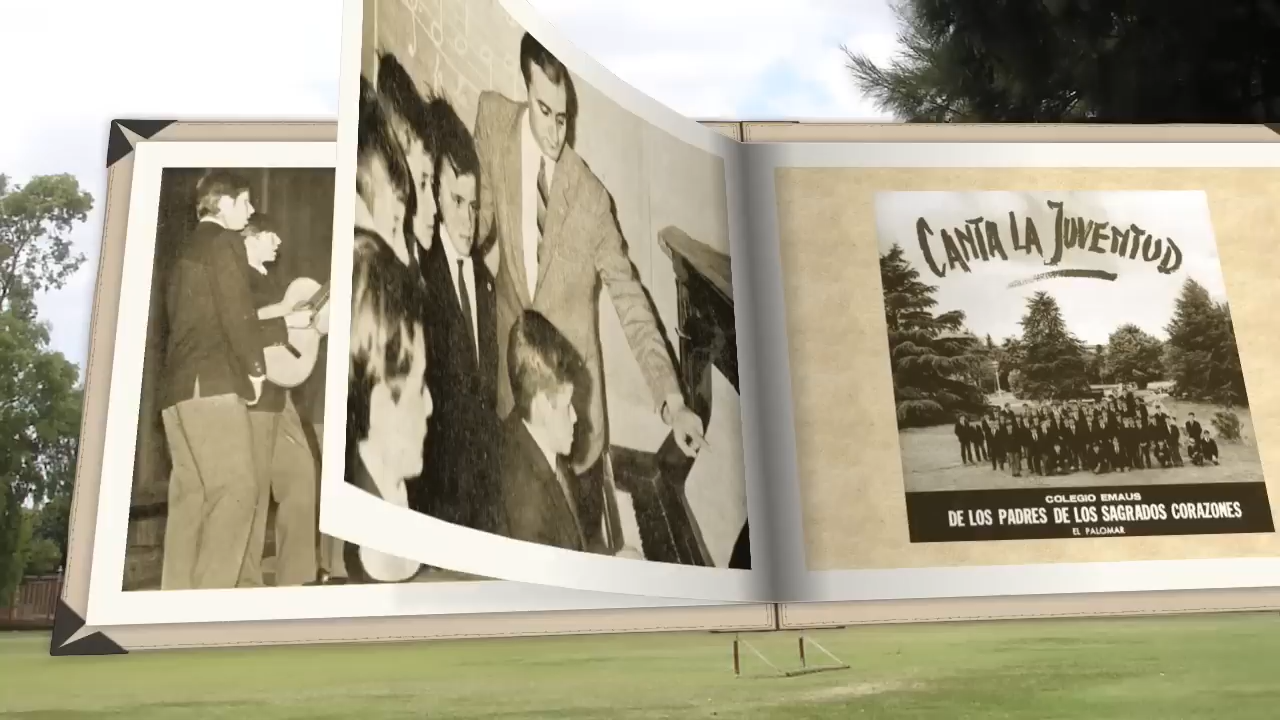 CANTA LA JUVENTUD
COLEGIO EMAUS
DE LOS PADRES DE LOS SAGRADOS CORAZONES
EL PALOMAR